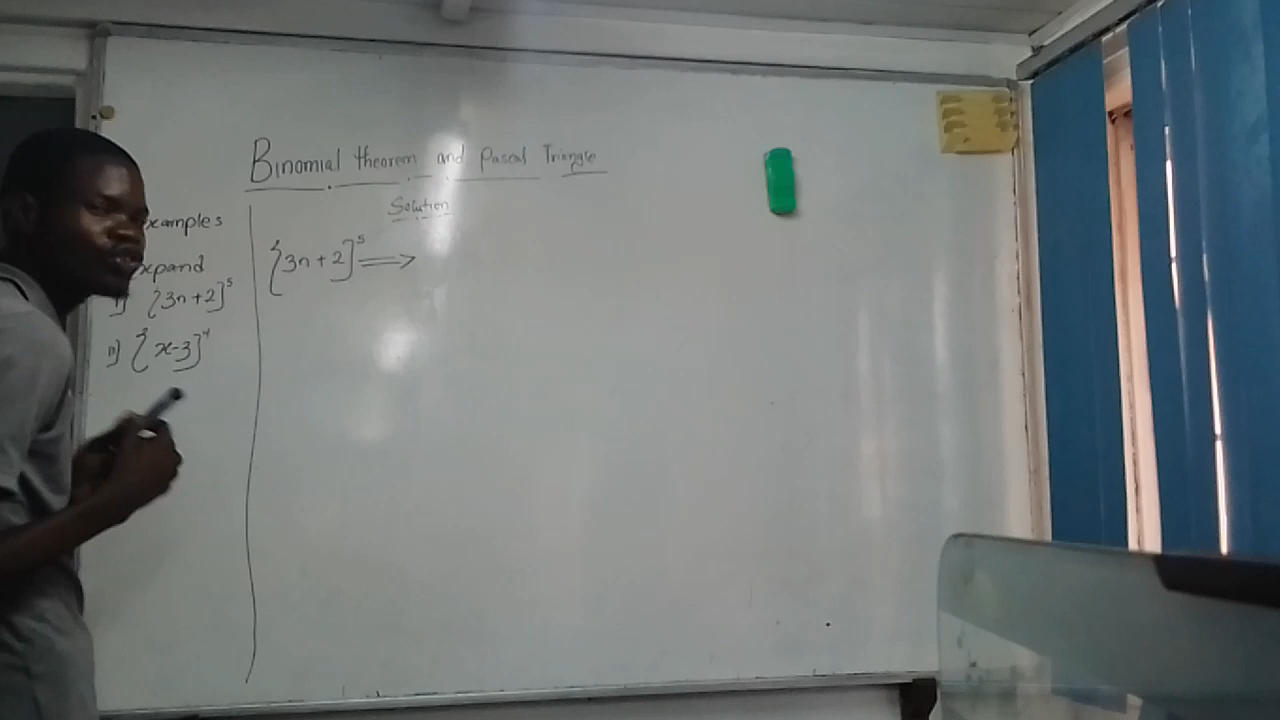 Binomial theorem and Pascal Triangle
xamples
xpand
i) {3n+2]⁵
ii) {x-3]⁴
Solution
{3n+2]⁵ ⟹